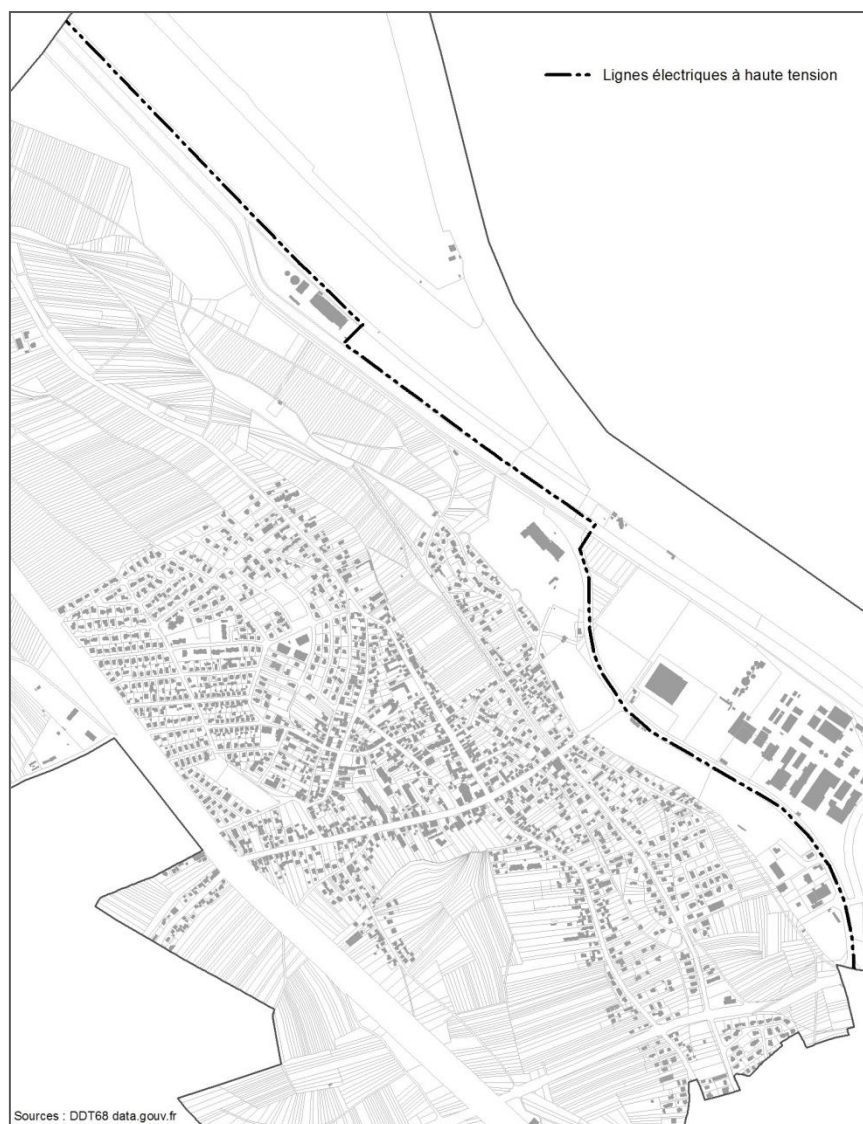 Lignes électriques à haute tension
Sources : DDT68 data.gouv.fr